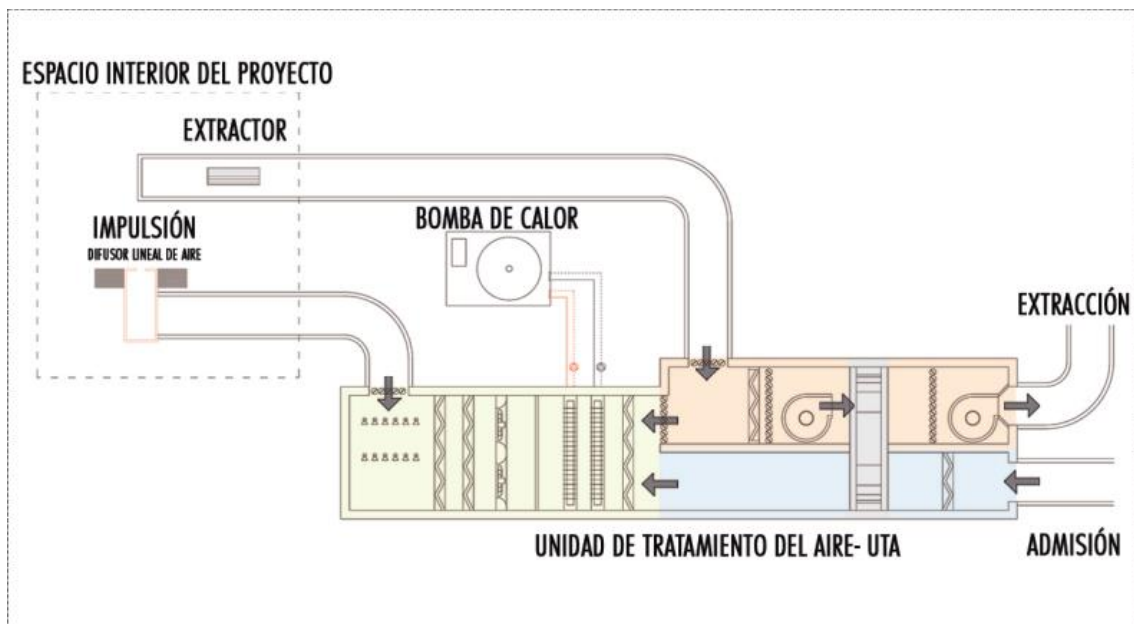 ESPACIO INTERIOR DEL PROYECTO
EXTRACTOR
IMPULSIÓN
DIFUSOR LINEAL DE AIRE
BOMBA DE CALOR
EXTRACCIÓN
UNIDAD DE TRATAMIENTO DEL AIRE- UTA
ADMISIÓN